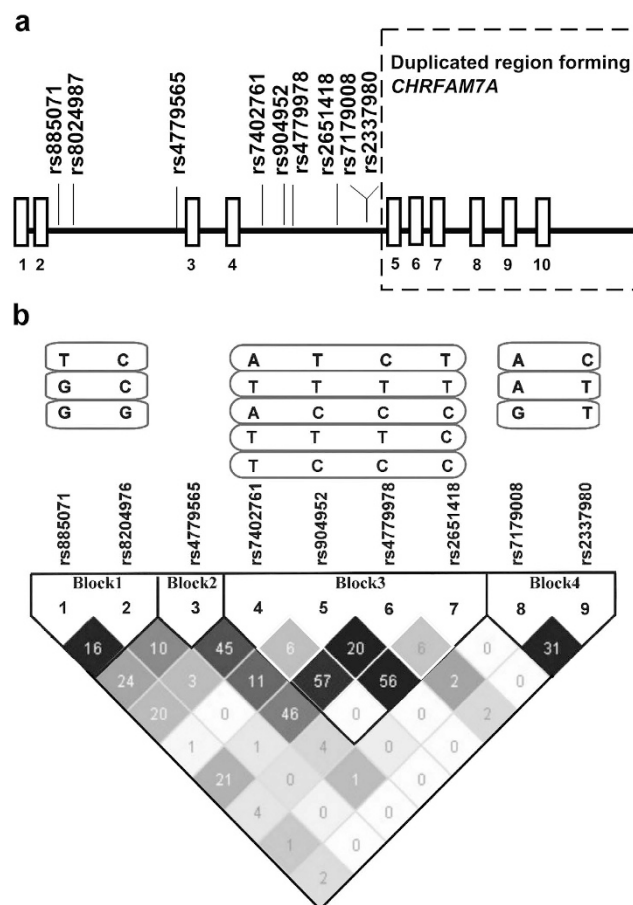 a
rs885071
rs8024987
rs4779565
rs7402761
rs904952
rs4779978
rs2651418
rs7179008
rs2337980
Duplicated region forming
CHRFAM7A
1 2 3 4 5 6 7 8 9 10
b
T C
G C
G G
A T C T
T T T T
A C C C
T T T C
T C C C
A C
A T
G T
rs885071
rs8204976
rs4779565
rs7402761
rs904952
rs4779978
rs2651418
rs7179008
rs2337980
Block1 Block2 Block3 Block4
1 2 3 4 5 6 7 8 9
16 10 45 6 20 6 0 31
24 3 11 57 56 2 0
20 0 46 0 0 2
1 1 4 0 0
21 0 1 0
4 0 0
1 0
2